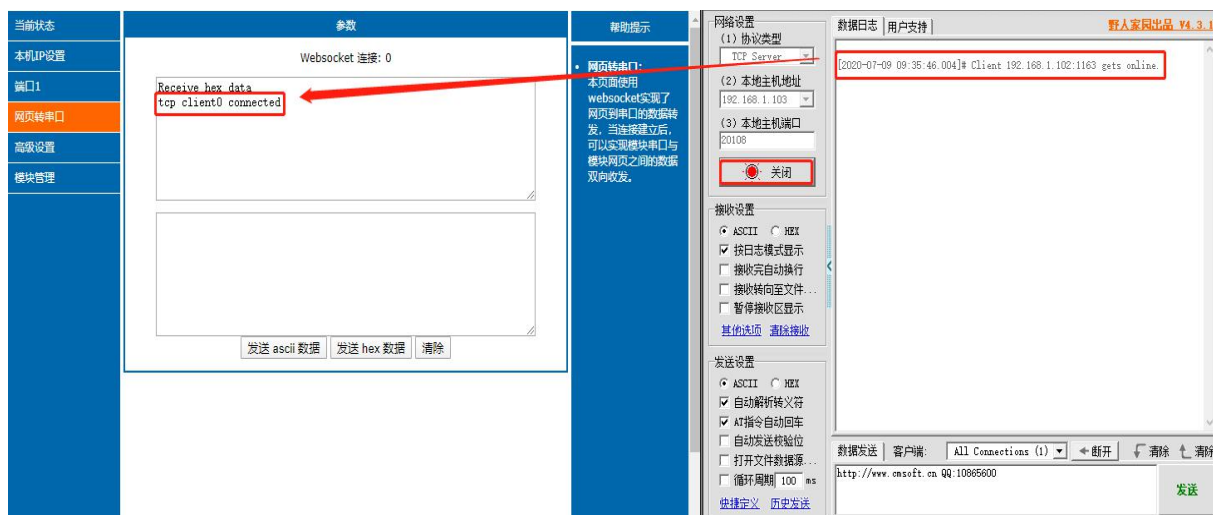 当前状态
本机IP设置
端口1
网页转串口
高级设置
模块管理
参数
Websocket 连接: 0
Receive hex data
tcp client0 connected
发送 ascii 数据
发送 hex 数据
清除
帮助提示
• 网页转串口:
本页面使用
websocket实现了
网页到串口的数据转
发，当连接建立后，
可以实现模块串口与
模块网页之间的数据
双向收发。
网络设置
(1) 协议类型
TCP Server
(2) 本地主机地址
192.168.1.103
(3) 本地主机端口
20108
关闭
接收设置
ASCII
HEX
按日志模式显示
接收完自动换行
接收转向至文件...
暂停接收区显示
其他选项 清除接收
发送设置
ASCII
HEX
自动解析转义符
AT指令自动回车
自动发送校验位
打开文件数据源...
循环周期 100 ms
快捷定义 历史发送
数据日志
用户支持
野人家园出品 V4.3.1
[2020-07-09 09:35:46.004]# Client 192.168.1.102:1163 gets online.
数据发送
客户端:
All Connections (1)
断开
清除
清除
http://www.cmsoft.cn QQ:10865600
发送